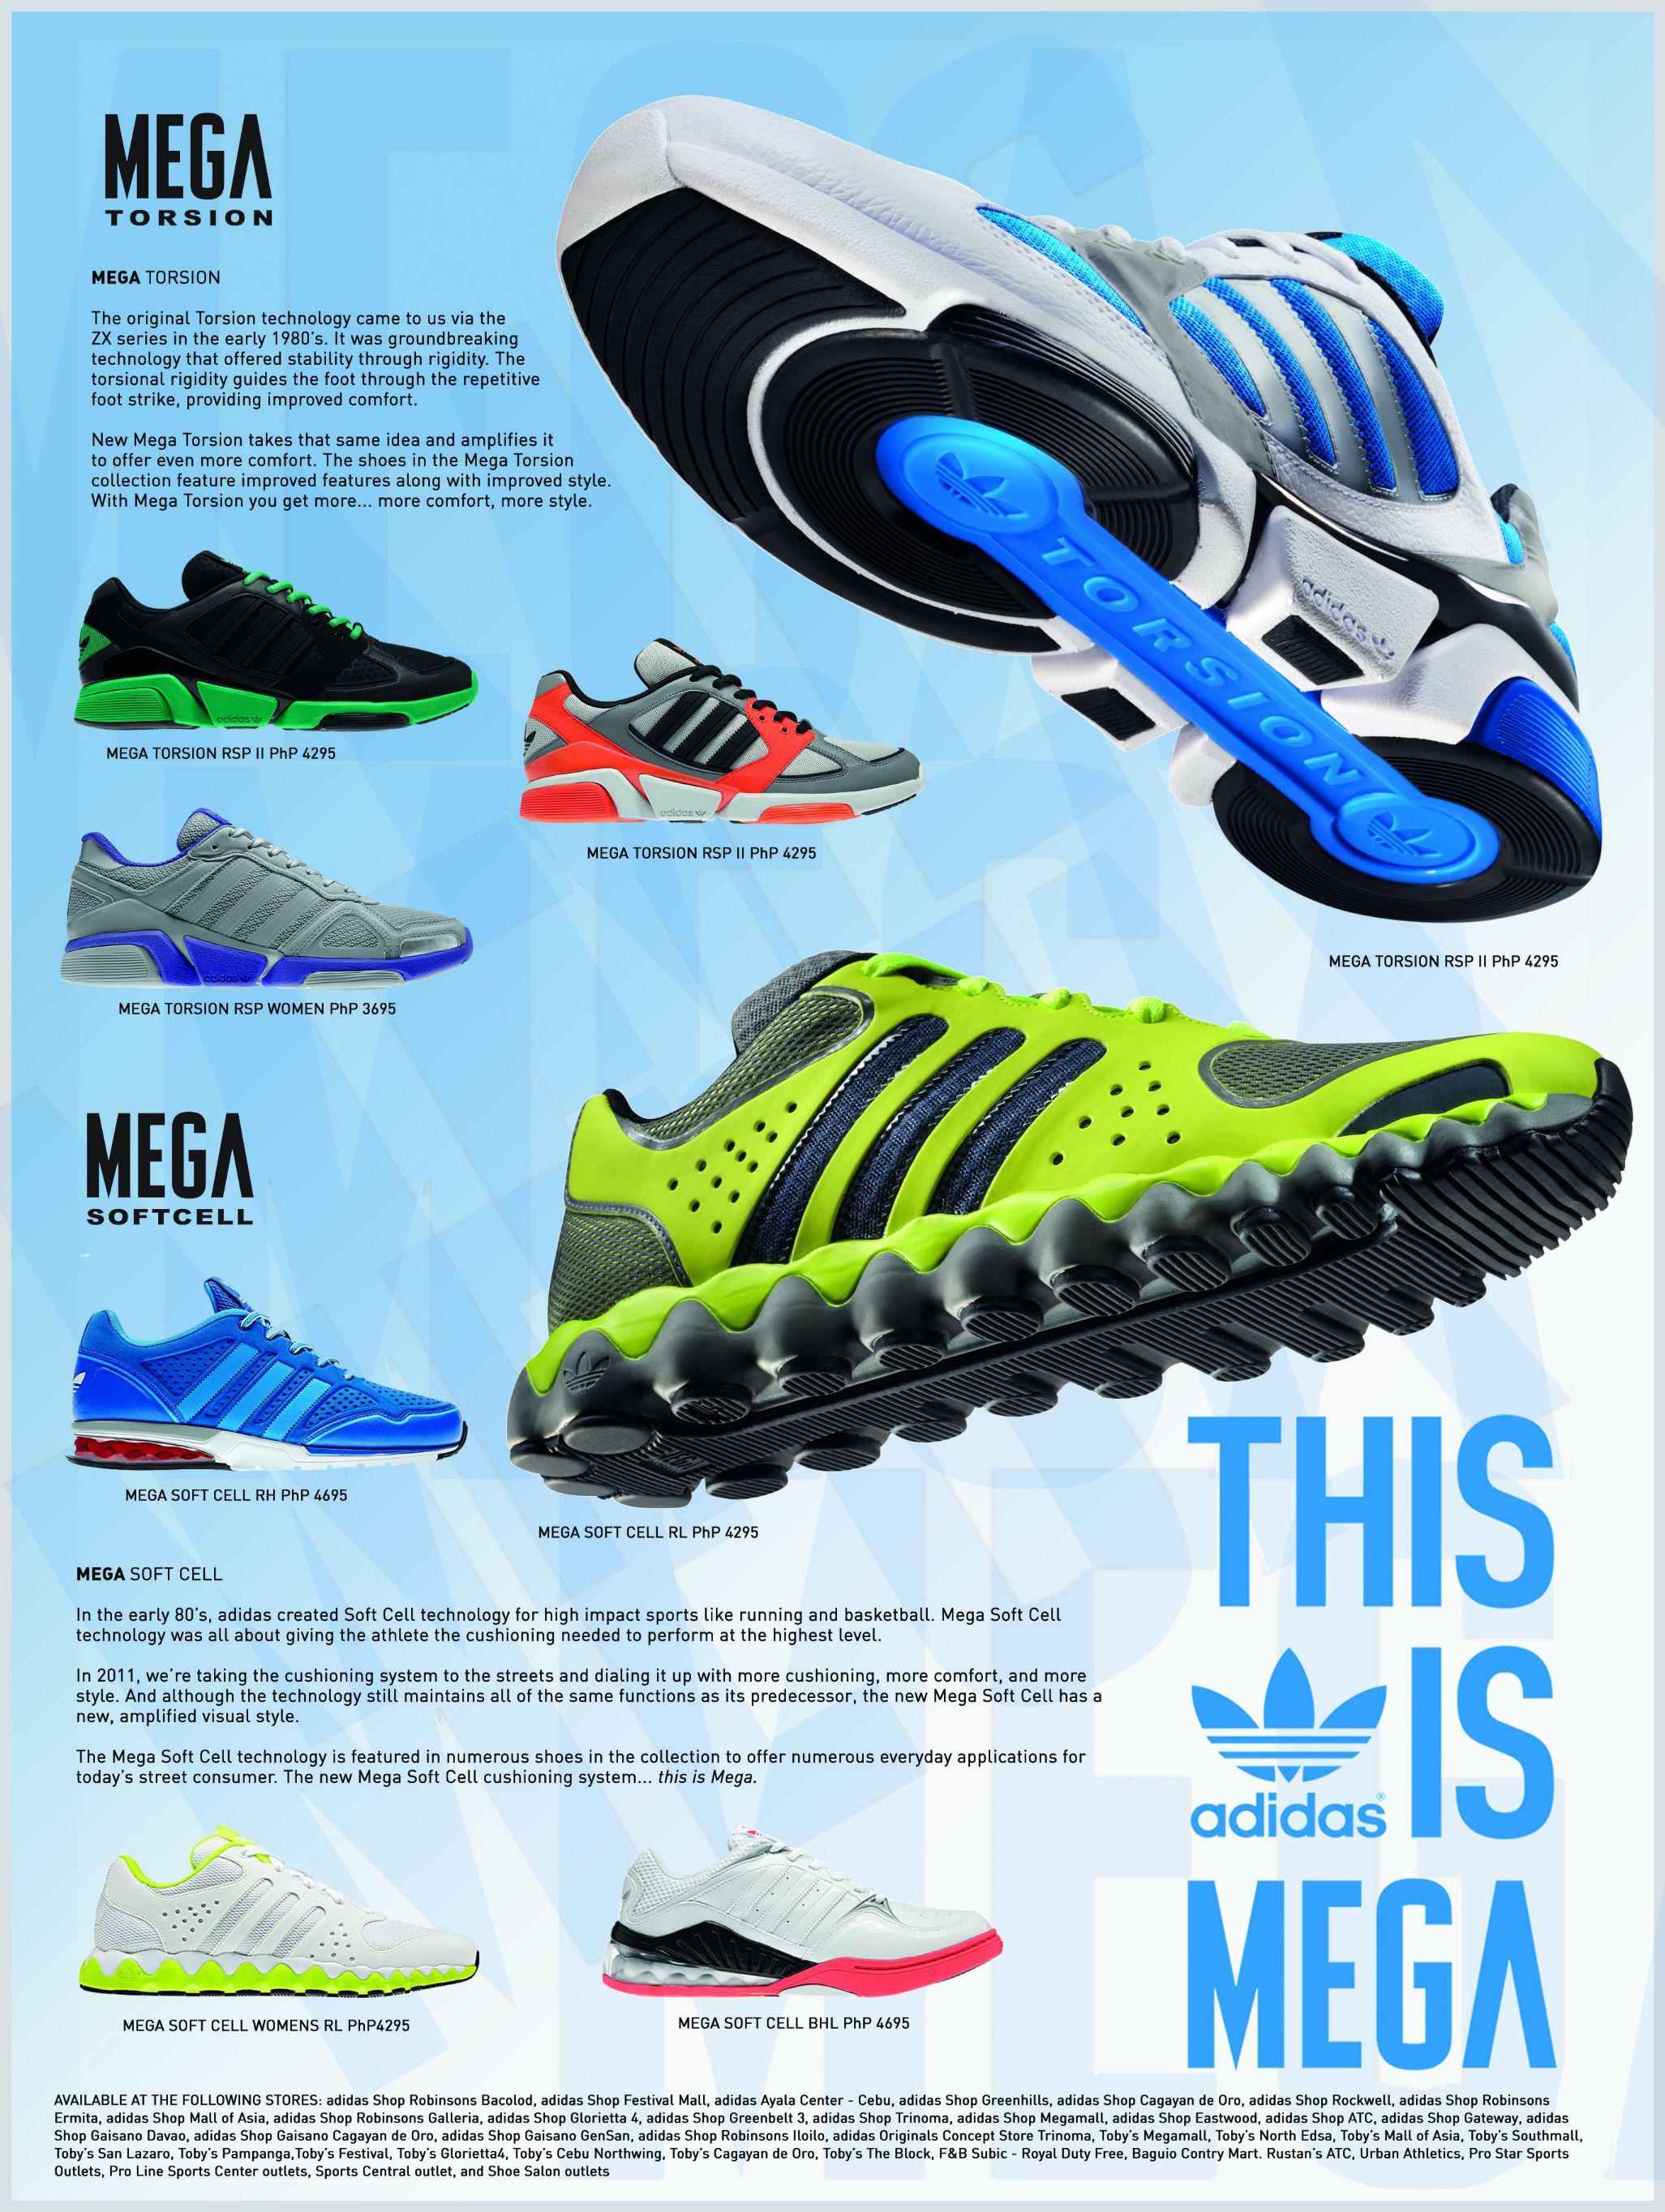 MEGA
TORSION
MEGA TORSION
The original Torsion technology came to us via the
ZX series in the early 1980's. It was groundbreaking
technology that offered stability through rigidity. The
torsional rigidity guides the foot through the repetitive
foot strike, providing improved comfort.
New Mega Torsion takes that same idea and amplifies it
to offer even more comfort. The shoes in the Mega Torsion
collection feature improved features along with improved style.
With Mega Torsion you get more... more comfort, more style.
TORSION
adidas
adidas
MEGA TORSION RSP II PhP 4295
adidas
MEGA TORSION RSP II PhP 4295
adidas
MEGA TORSION RSP WOMEN PhP 3695
MEGA TORSION RSP II PhP 4295
MEGA
SOFTCELL
MEGA SOFT CELL RH PhP 4695
MEGA SOFT CELL RL PhP 4295
MEGA SOFT CELL
In the early 80's, adidas created Soft Cell technology for high impact sports like running and basketball. Mega Soft Cell
technology was all about giving the athlete the cushioning needed to perform at the highest level.
In 2011, we're taking the cushioning system to the streets and dialing it up with more cushioning, more comfort, and more
style. And although the technology still maintains all of the same functions as its predecessor, the new Mega Soft Cell has a
new, amplified visual style.
The Mega Soft Cell technology is featured in numerous shoes in the collection to offer numerous everyday applications for
today's street consumer. The new Mega Soft Cell cushioning system... this is Mega.
THIS
adidas® IS
MEGA
MEGA SOFT CELL WOMENS RL PhP4295
MEGA SOFT CELL BHL PhP 4695
AVAILABLE AT THE FOLLOWING STORES: adidas Shop Robinsons Bacolod, adidas Shop Festival Mall, adidas Ayala Center - Cebu, adidas Shop Greenhills, adidas Shop Cagayan de Oro, adidas Shop Rockwell, adidas Shop Robinsons
Ermita, adidas Shop Mall of Asia, adidas Shop Robinsons Galleria, adidas Shop Glorietta 4, adidas Shop Greenbelt 3, adidas Shop Trinoma, adidas Shop Megamall, adidas Shop Eastwood, adidas Shop ATC, adidas Shop Gateway, adidas
Shop Gaisano Davao, adidas Shop Gaisano Cagayan de Oro, adidas Shop Gaisano GenSan, adidas Shop Robinsons Iloilo, adidas Originals Concept Store Trinoma, Toby's Megamall, Toby's North Edsa, Toby's Mall of Asia, Toby's Southmall,
Toby's San Lazaro, Toby's Pampanga,Toby's Festival, Toby's Glorietta4, Toby's Cebu Northwing, Toby's Cagayan de Oro, Toby's The Block, F&B Subic - Royal Duty Free, Baguio Contry Mart. Rustan's ATC, Urban Athletics, Pro Star Sports
Outlets, Pro Line Sports Center outlets, Sports Central outlet, and Shoe Salon outlets